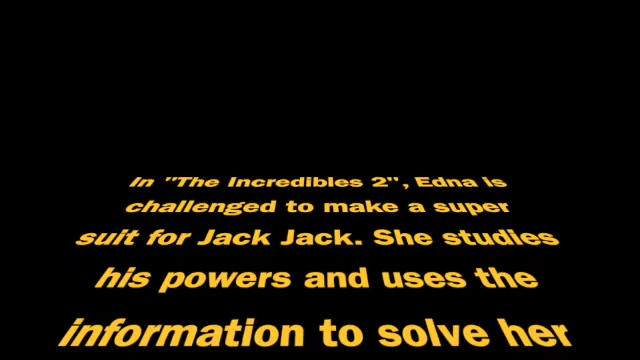 In "The Incredibles 2", Edna is
challenged to make a super
suit for Jack Jack. She studies
his powers and uses the
information to solve her